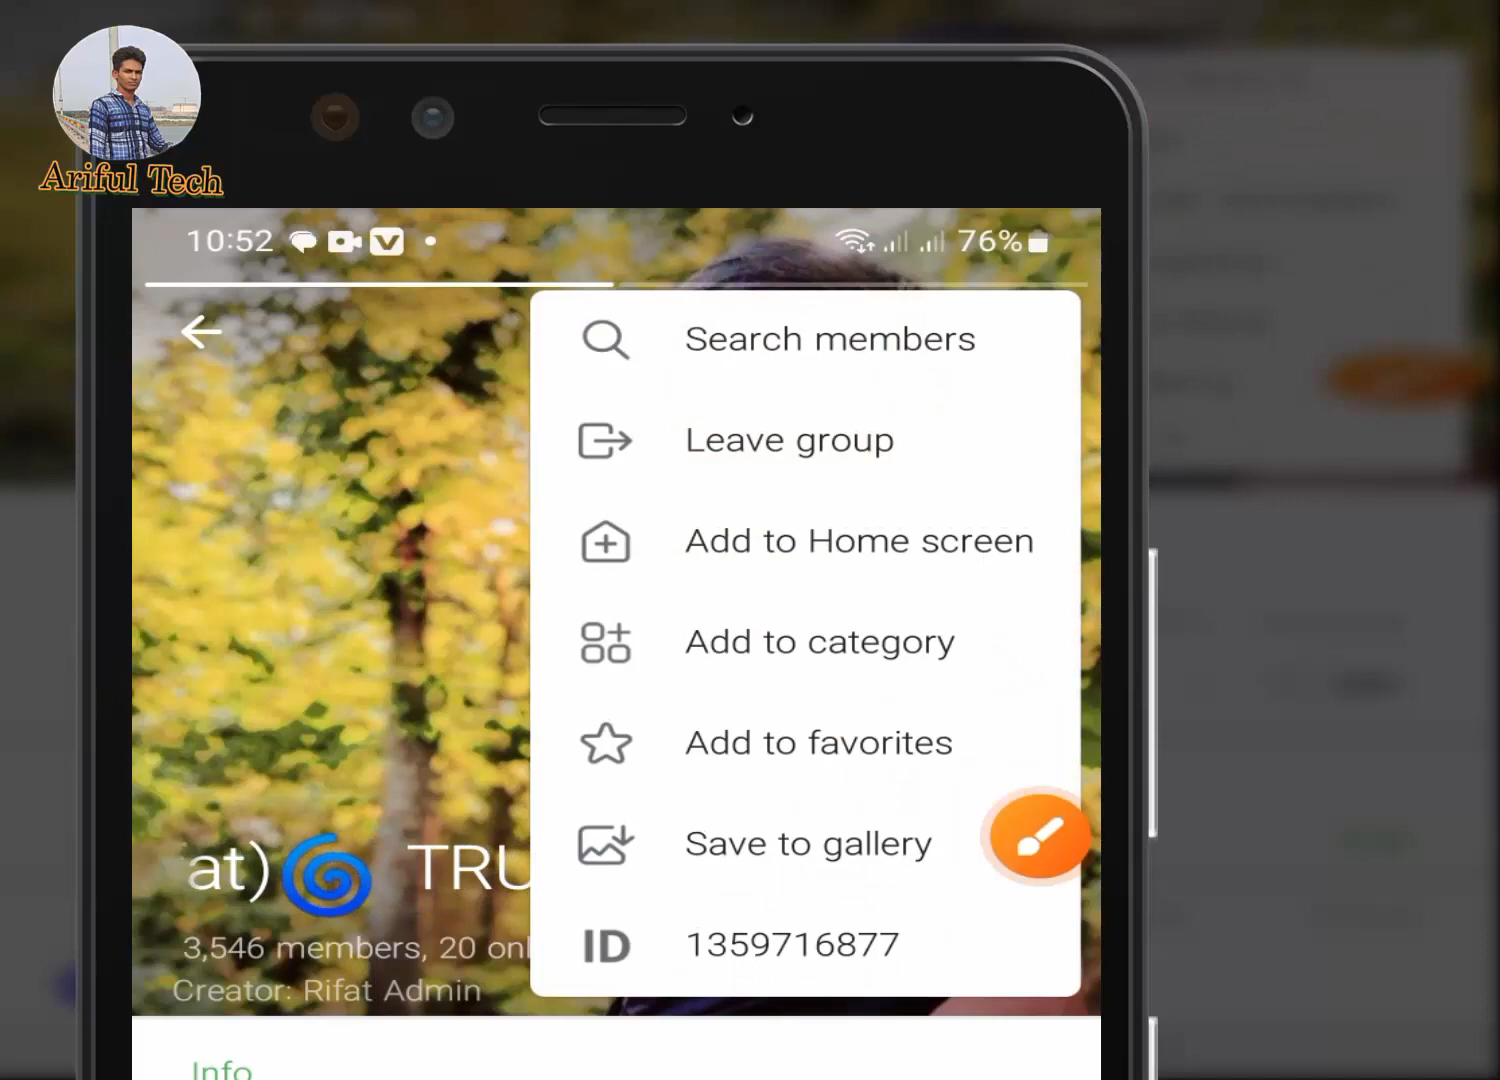 Ariful Tech
10:52
76%
Search members
Leave group
Add to Home screen
Add to category
Add to favorites
Save to gallery
at) TRU
3,546 members, 20 onl
ID 1359716877
Creator: Rifat Admin
Info